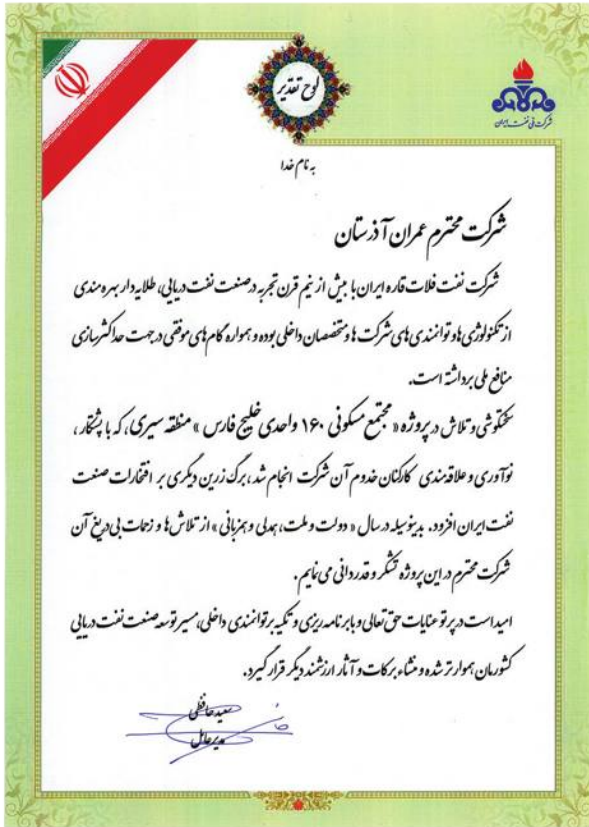 لوح تقدیر
شرکت ملی نفت ایران
به نام خدا
شرکت محترم عمران آذرستان
شرکت نفت فلات قاره ایران با بیش از نیم قرن تجربه در صنعت نفت دریایی، طلایه دار بهره مندی
از تکنولوژی ها و توانمندی های شرکت ها و متخصصان داخلی بوده و همواره گام های موفقی در جهت حداکثرسازی
منافع ملی برداشته است.
سختکوشی و تلاش در پروژه « مجتمع مسکونی ۱۶۰ واحدی خلیج فارس » منطقه سیری، که با پشتکار ،
نوآوری و علاقه مندی کارکنان خدوم آن شرکت انجام شد، برگ زرین دیگری بر افتخارات صنعت
نفت ایران افزود. بدینوسیله در سال « دولت و ملت، همدلی و همزبانی » از تلاش ها و زحمات بی دریغ آن
شرکت محترم در این پروژه تشکر و قدردانی می نمایم.
امید است در پرتو عنایات حق تعالی و با برنامه ریزی و تکیه بر توانمندی داخلی، مسیر توسعه صنعت نفت دریایی
کشورمان هموارتر شده و منشاء برکات و آثار ارزشمند دیگر قرار گیرد.
سعید حافظی
مدیرعامل